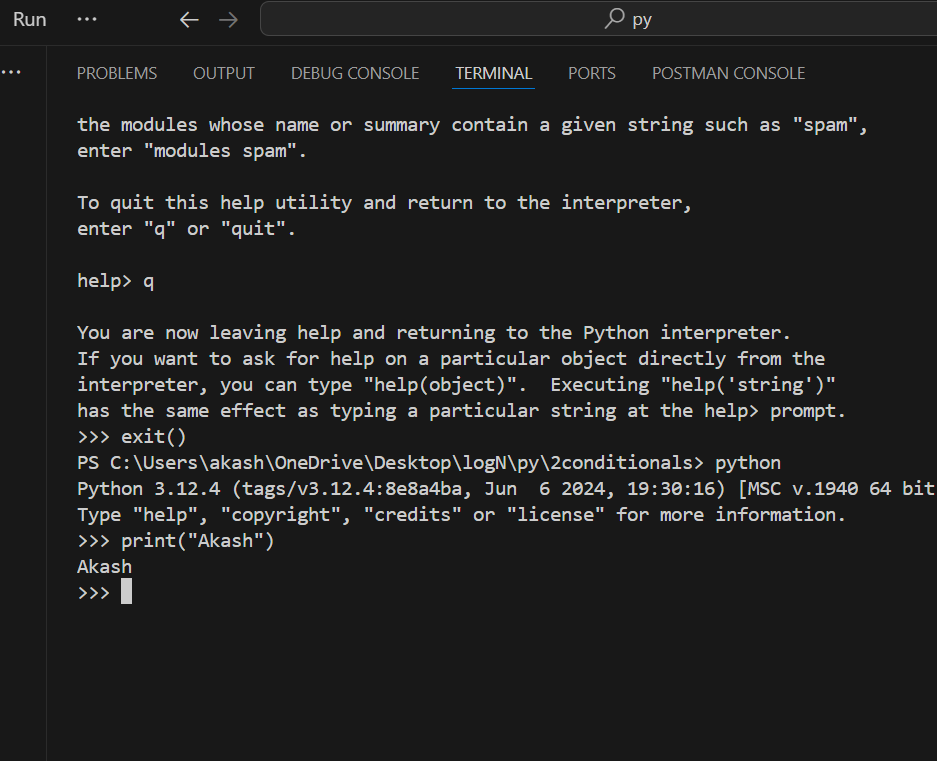 Run ··· ← → py
··· PROBLEMS OUTPUT DEBUG CONSOLE TERMINAL PORTS POSTMAN CONSOLE
the modules whose name or summary contain a given string such as "spam",
enter "modules spam".
To quit this help utility and return to the interpreter,
enter "q" or "quit".
help> q
You are now leaving help and returning to the Python interpreter.
If you want to ask for help on a particular object directly from the
interpreter, you can type "help(object)".  Executing "help('string')"
has the same effect as typing a particular string at the help> prompt.
>>> exit()
PS C:\Users\akash\OneDrive\Desktop\logN\py\2conditionals> python
Python 3.12.4 (tags/v3.12.4:8e8a4ba, Jun  6 2024, 19:30:16) [MSC v.1940 64 bit
Type "help", "copyright", "credits" or "license" for more information.
>>> print("Akash")
Akash
>>>